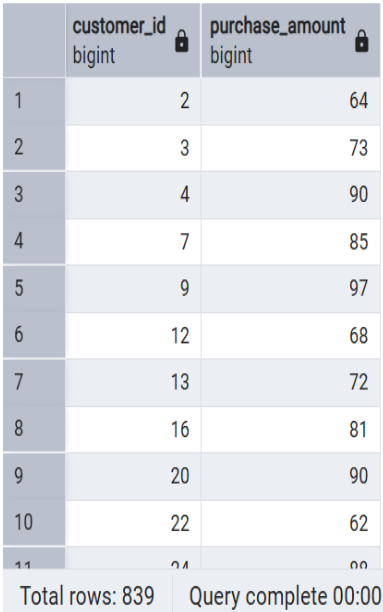 customer_id purchase_amount
bigint bigint
1 2 64
2 3 73
3 4 90
4 7 85
5 9 97
6 12 68
7 13 72
8 16 81
9 20 90
10 22 62
Total rows: 839 Query complete 00:00